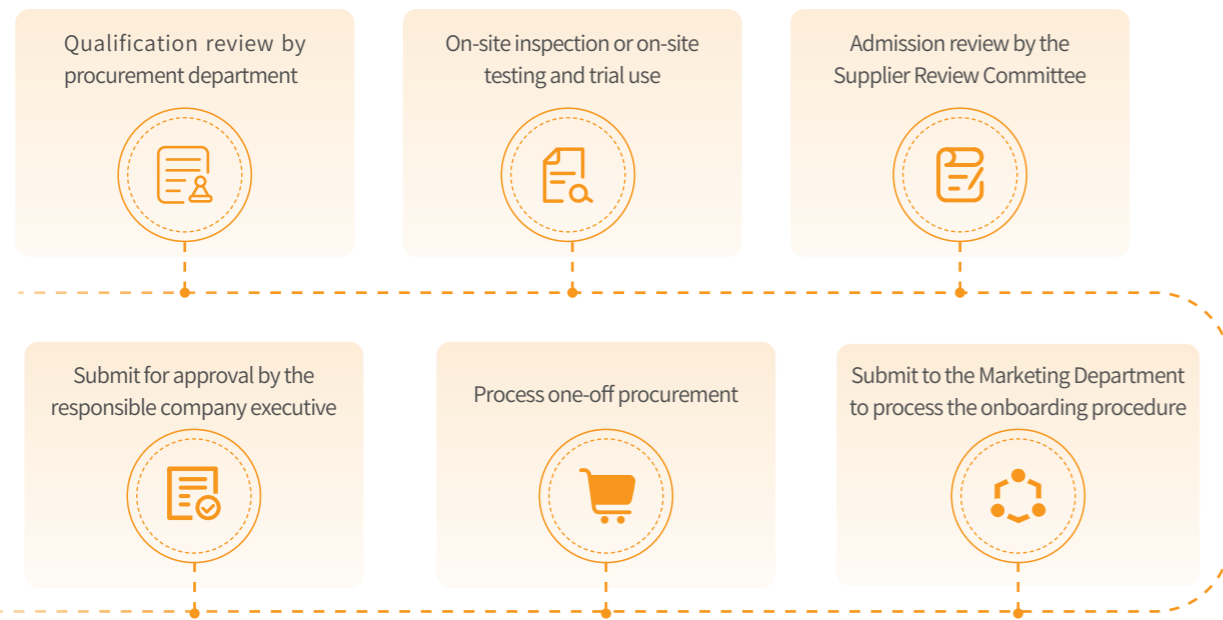 Qualification review by
procurement department
On-site inspection or on-site
testing and trial use
Admission review by the
Supplier Review Committee
Submit for approval by the
responsible company executive
Process one-off procurement
Submit to the Marketing Department
to process the onboarding procedure